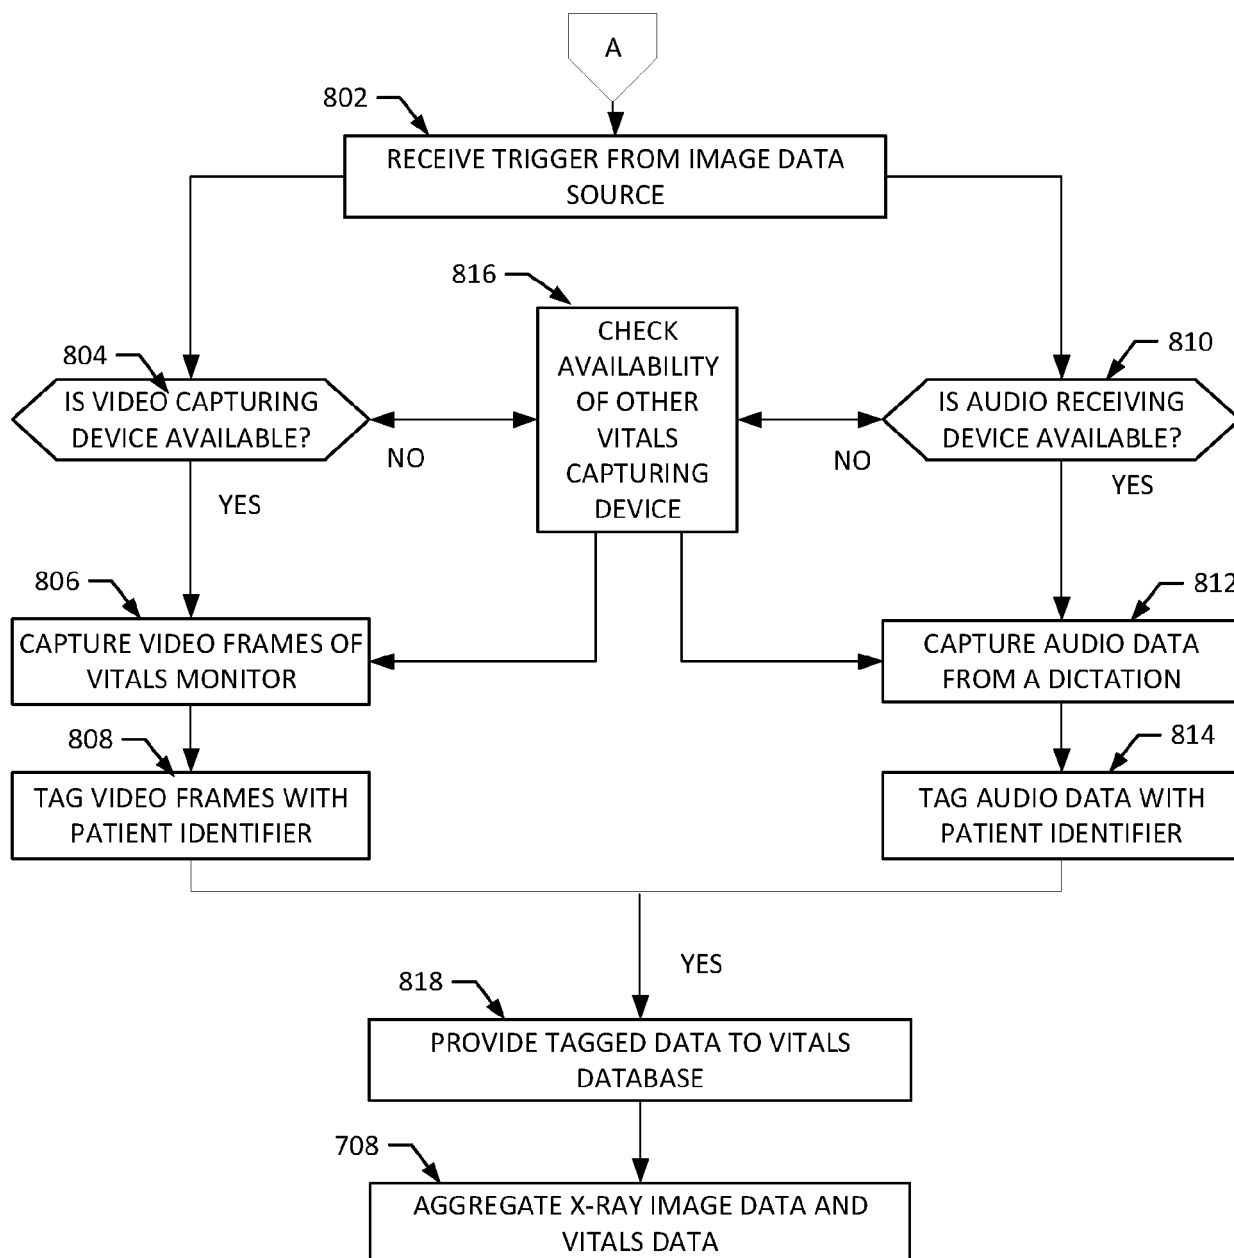 A
802
RECEIVE TRIGGER FROM IMAGE DATA
SOURCE
816
CHECK
AVAILABILITY
OF OTHER
VITALS
CAPTURING
DEVICE
804
IS VIDEO CAPTURING
DEVICE AVAILABLE?
NO
YES
810
IS AUDIO RECEIVING
DEVICE AVAILABLE?
NO
YES
806
CAPTURE VIDEO FRAMES OF
VITALS MONITOR
812
CAPTURE AUDIO DATA
FROM A DICTATION
808
TAG VIDEO FRAMES WITH
PATIENT IDENTIFIER
814
TAG AUDIO DATA WITH
PATIENT IDENTIFIER
YES
818
PROVIDE TAGGED DATA TO VITALS
DATABASE
708
AGGREGATE X-RAY IMAGE DATA AND
VITALS DATA